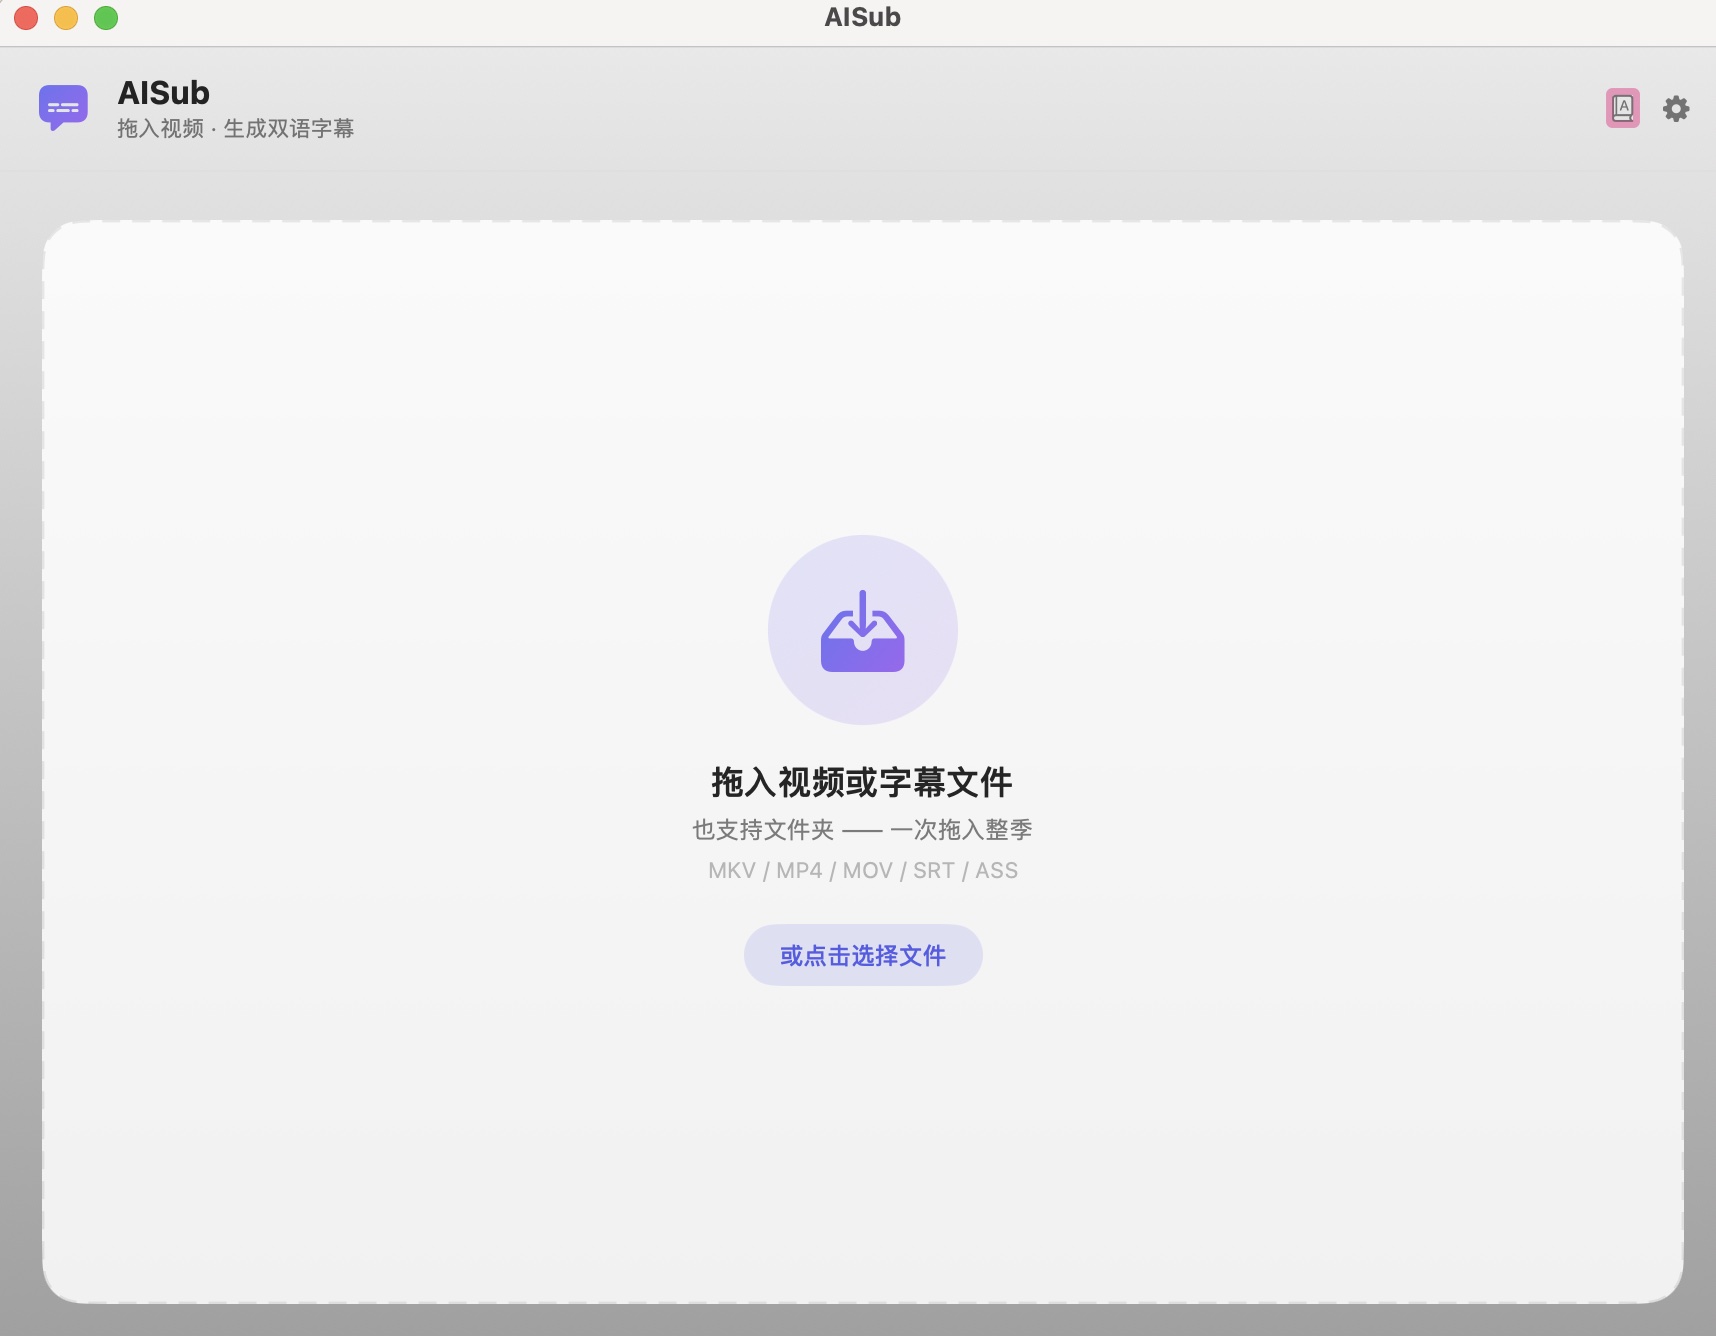 AISub
AISub
拖入视频 · 生成双语字幕
A
拖入视频或字幕文件
也支持文件夹 —— 一次拖入整季
MKV / MP4 / MOV / SRT / ASS
或点击选择文件